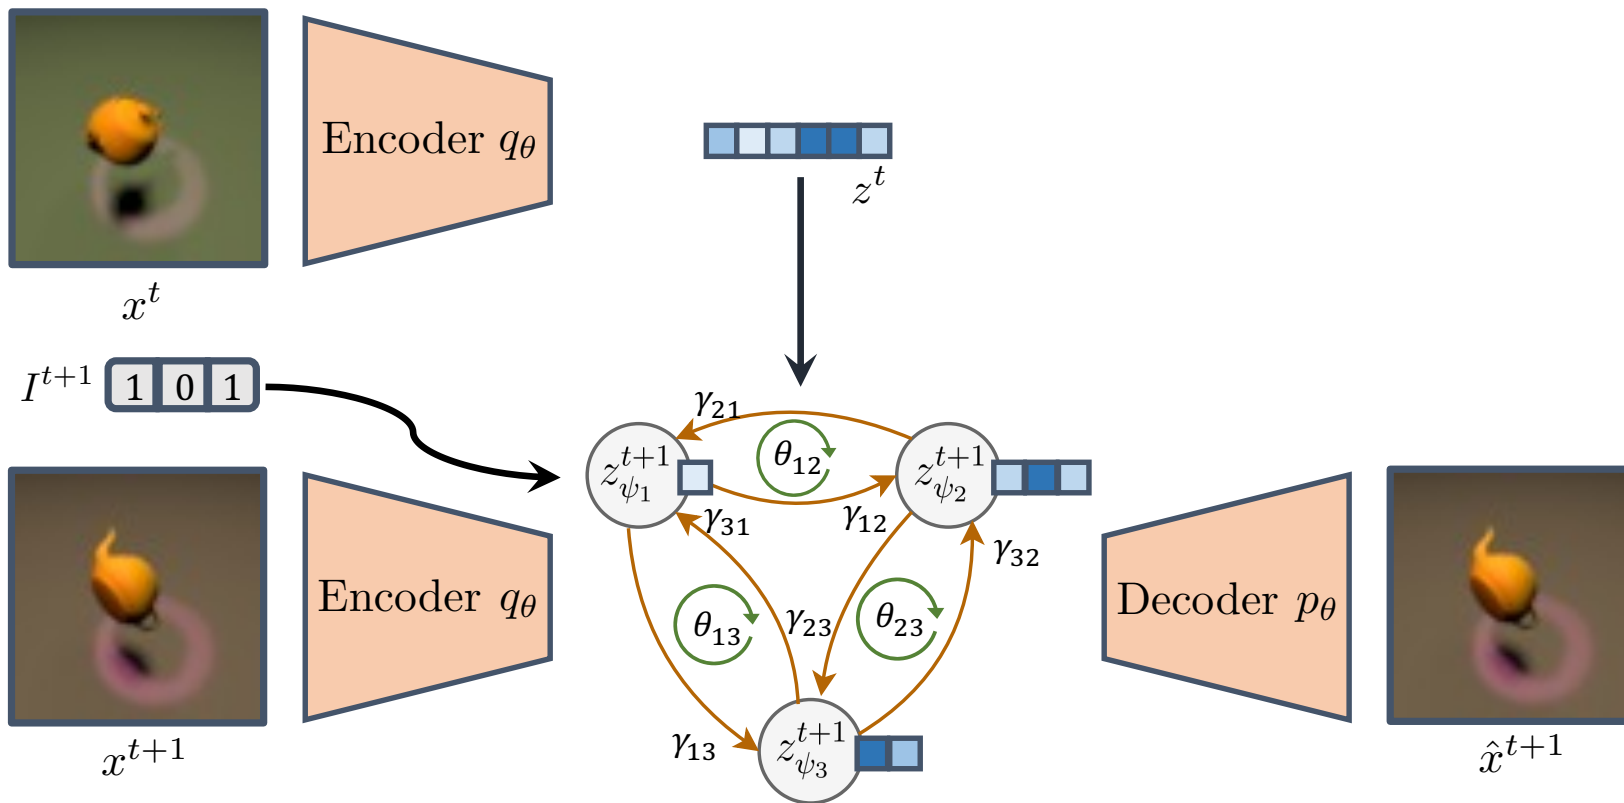 Encoder qθ
z^t
x^t
I^{t+1} 1 0 1
γ21
θ12
z^{t+1}_{ψ1}
z^{t+1}_{ψ2}
γ31
γ12
γ32
Encoder qθ
θ13
γ23
θ23
Decoder pθ
γ13
z^{t+1}_{ψ3}
x^{t+1}
x̂^{t+1}